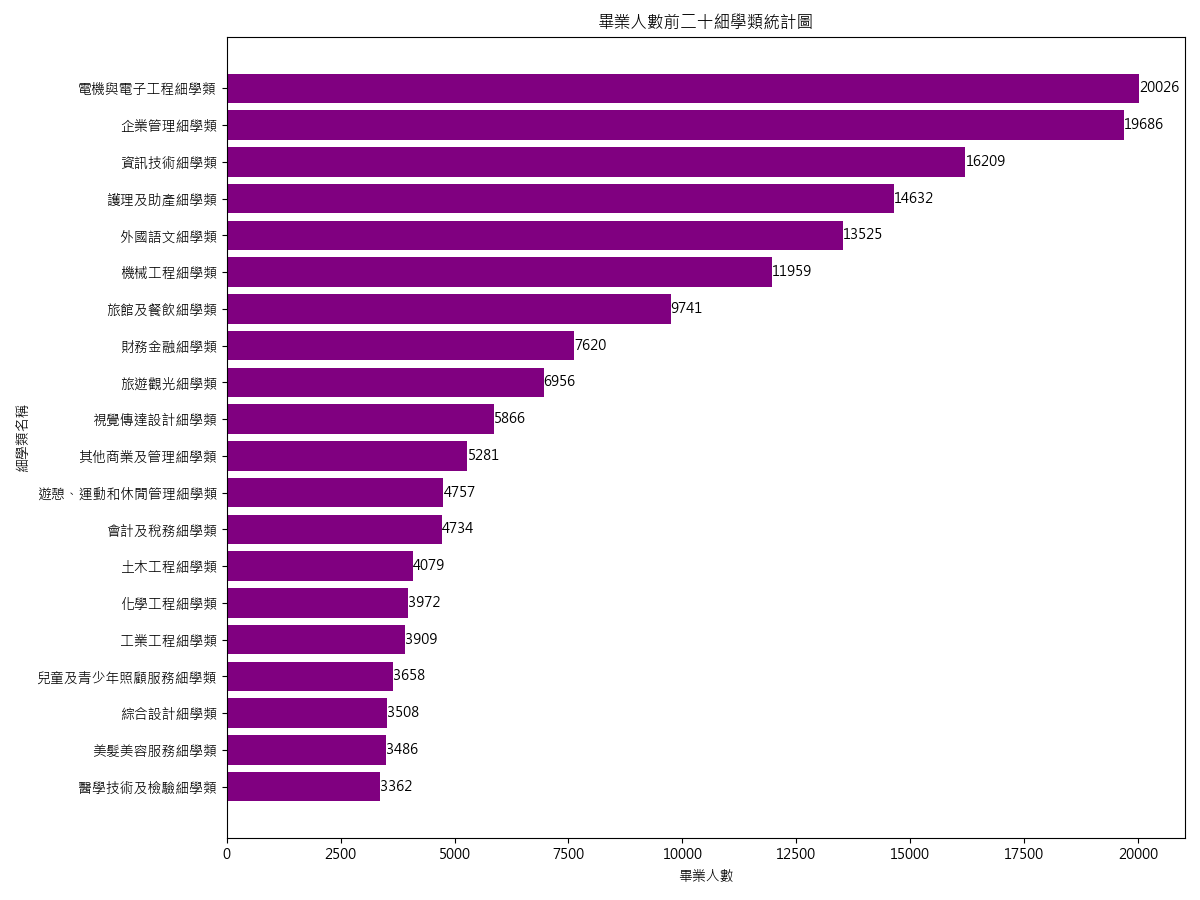 畢業人數前二十細學類統計圖
電機與電子工程細學類 20026
企業管理細學類 19686
資訊技術細學類 16209
護理及助產細學類 14632
外國語文細學類 13525
機械工程細學類 11959
旅館及餐飲細學類 9741
財務金融細學類 7620
旅遊觀光細學類 6956
視覺傳達設計細學類 5866
其他商業及管理細學類 5281
遊憩、運動和休閒管理細學類 4757
會計及稅務細學類 4734
土木工程細學類 4079
化學工程細學類 3972
工業工程細學類 3909
兒童及青少年照顧服務細學類 3658
綜合設計細學類 3508
美髮美容服務細學類 3486
醫學技術及檢驗細學類 3362
細學類名稱
0 2500 5000 7500 10000 12500 15000 17500 20000
畢業人數